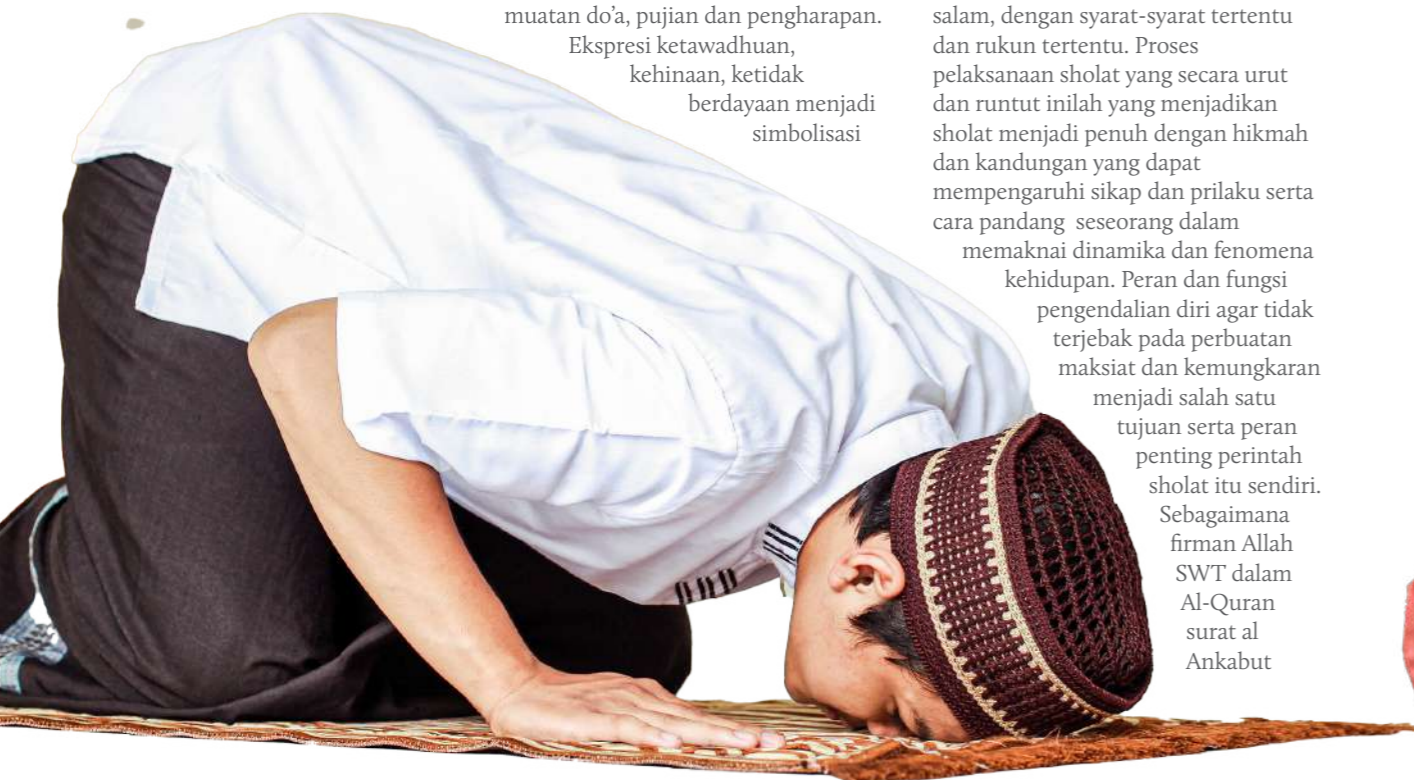 muatan do’a, pujian dan pengharapan.
Ekspresi ketawadhuan,
kehinaan, ketidak
berdayaan menjadi
simbolisasi
salam, dengan syarat-syarat tertentu
dan rukun tertentu. Proses
pelaksanaan sholat yang secara urut
dan runtut inilah yang menjadikan
sholat menjadi penuh dengan hikmah
dan kandungan yang dapat
mempengaruhi sikap dan prilaku serta
cara pandang  seseorang dalam
memaknai dinamika dan fenomena
kehidupan. Peran dan fungsi
pengendalian diri agar tidak
terjebak pada perbuatan
maksiat dan kemungkaran
menjadi salah satu
tujuan serta peran
penting perintah
sholat itu sendiri.
Sebagaimana
firman Allah
SWT dalam
Al-Quran
surat al
Ankabut